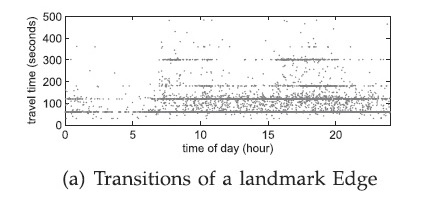 500
400
300
200
100
0
travel time (seconds)
0 5 10 15 20
time of day (hour)
(a) Transitions of a landmark Edge